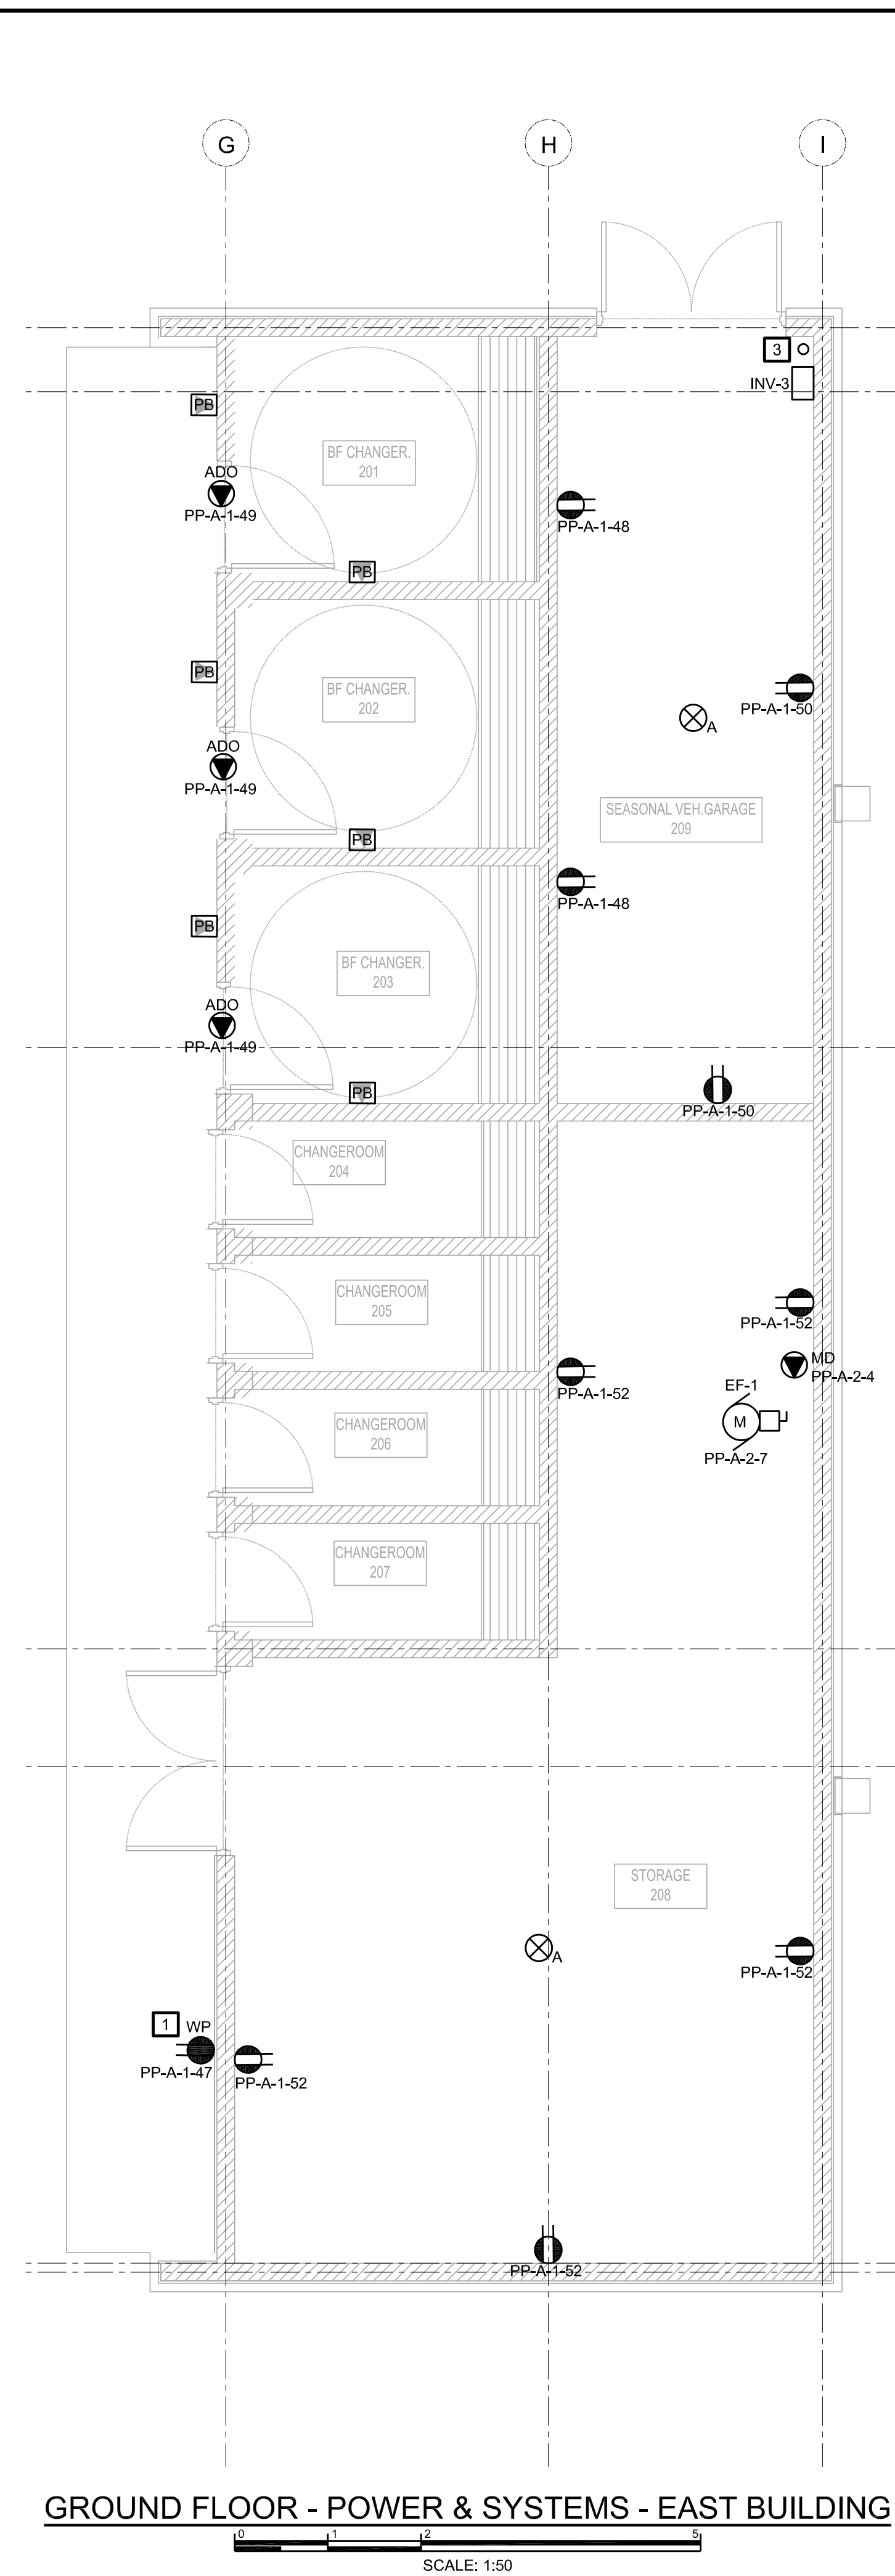 G
H
I
3
INV-3
PB
BF CHANGER.
201
ADO
PP-A-1-49
PP-A-1-48
PB
PB
BF CHANGER.
202
PP-A-1-50
A
ADO
PP-A-1-49
SEASONAL VEH.GARAGE
209
PB
PP-A-1-48
PB
BF CHANGER.
203
ADO
PP-A-1-49
PB
PP-A-1-50
CHANGEROOM
204
CHANGEROOM
205
PP-A-1-52
MD
PP-A-2-4
PP-A-1-52
EF-1
M
PP-A-2-7
CHANGEROOM
206
CHANGEROOM
207
STORAGE
208
A
PP-A-1-52
1
WP
PP-A-1-47
PP-A-1-52
PP-A-1-52
GROUND FLOOR - POWER & SYSTEMS - EAST BUILDING
0 1 2 5
SCALE: 1:50